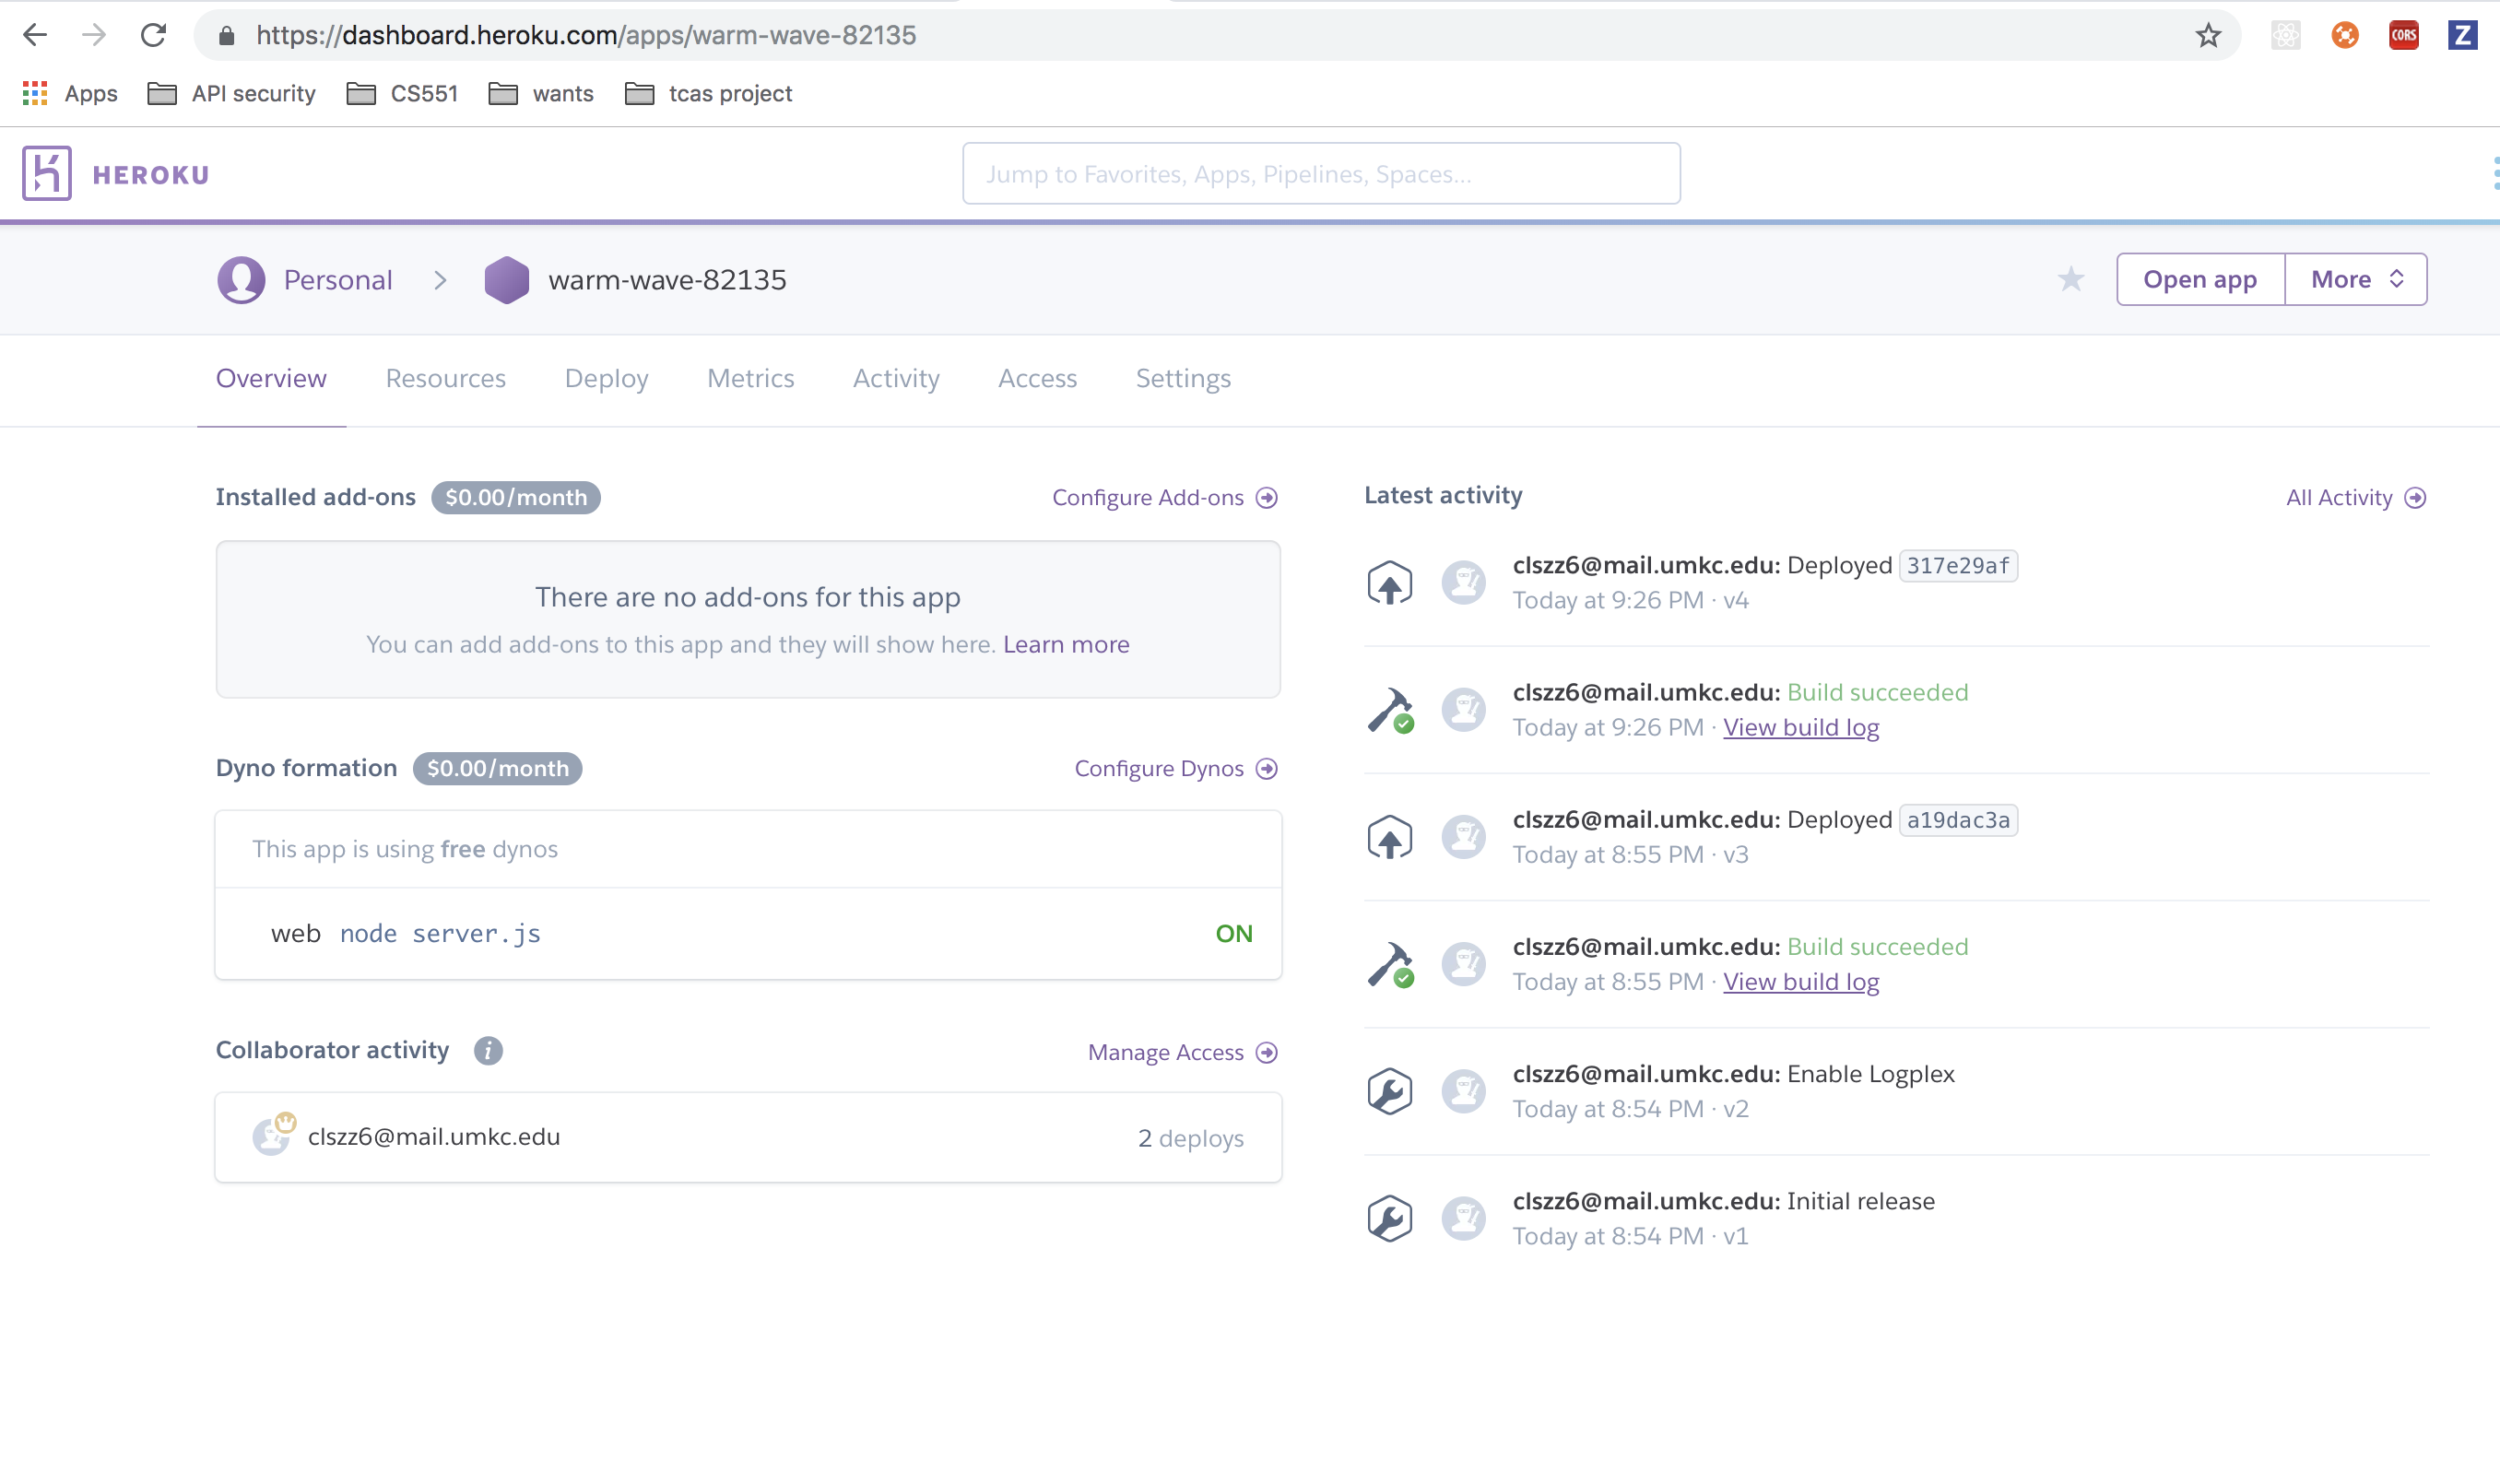 https://dashboard.heroku.com/apps/warm-wave-82135
CORS
Z
Apps
API security
CS551
wants
tcas project
HEROKU
Jump to Favorites, Apps, Pipelines, Spaces...
Personal
warm-wave-82135
Open app
More
Overview
Resources
Deploy
Metrics
Activity
Access
Settings
Installed add-ons $0.00/month
Configure Add-ons
There are no add-ons for this app
You can add add-ons to this app and they will show here. Learn more
Dyno formation $0.00/month
Configure Dynos
This app is using free dynos
web node server.js
ON
Collaborator activity
Manage Access
clszz6@mail.umkc.edu
2 deploys
Latest activity
All Activity
clszz6@mail.umkc.edu: Deployed 317e29af
Today at 9:26 PM · v4
clszz6@mail.umkc.edu: Build succeeded
Today at 9:26 PM · View build log
clszz6@mail.umkc.edu: Deployed a19dac3a
Today at 8:55 PM · v3
clszz6@mail.umkc.edu: Build succeeded
Today at 8:55 PM · View build log
clszz6@mail.umkc.edu: Enable Logplex
Today at 8:54 PM · v2
clszz6@mail.umkc.edu: Initial release
Today at 8:54 PM · v1